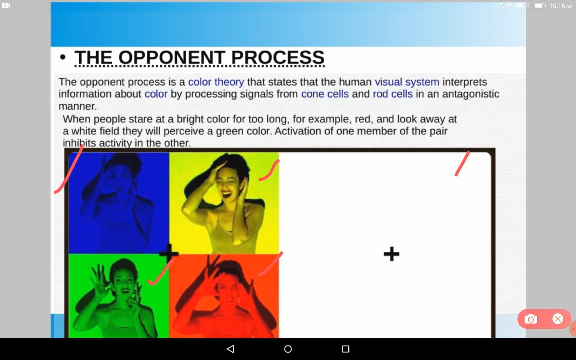 • THE OPPONENT PROCESS
The opponent process is a color theory that states that the human visual system interprets
information about color by processing signals from cone cells and rod cells in an antagonistic
manner.
When people stare at a bright color for too long, for example, red, and look away at
a white field they will perceive a green color. Activation of one member of the pair
inhibits activity in the other.